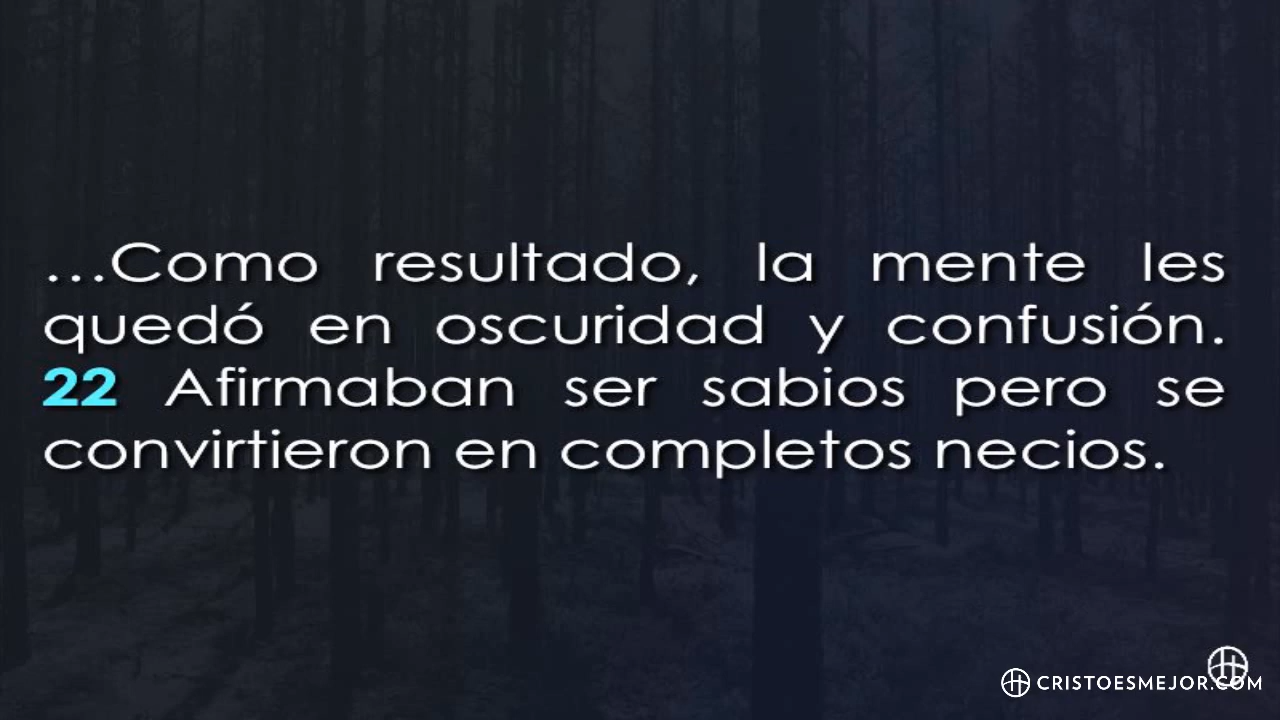 ...Como resultado, la mente les
quedó en oscuridad y confusión.
22 Afirmaban ser sabios pero se
convirtieron en completos necios.
CRISTOESMEJOR.COM